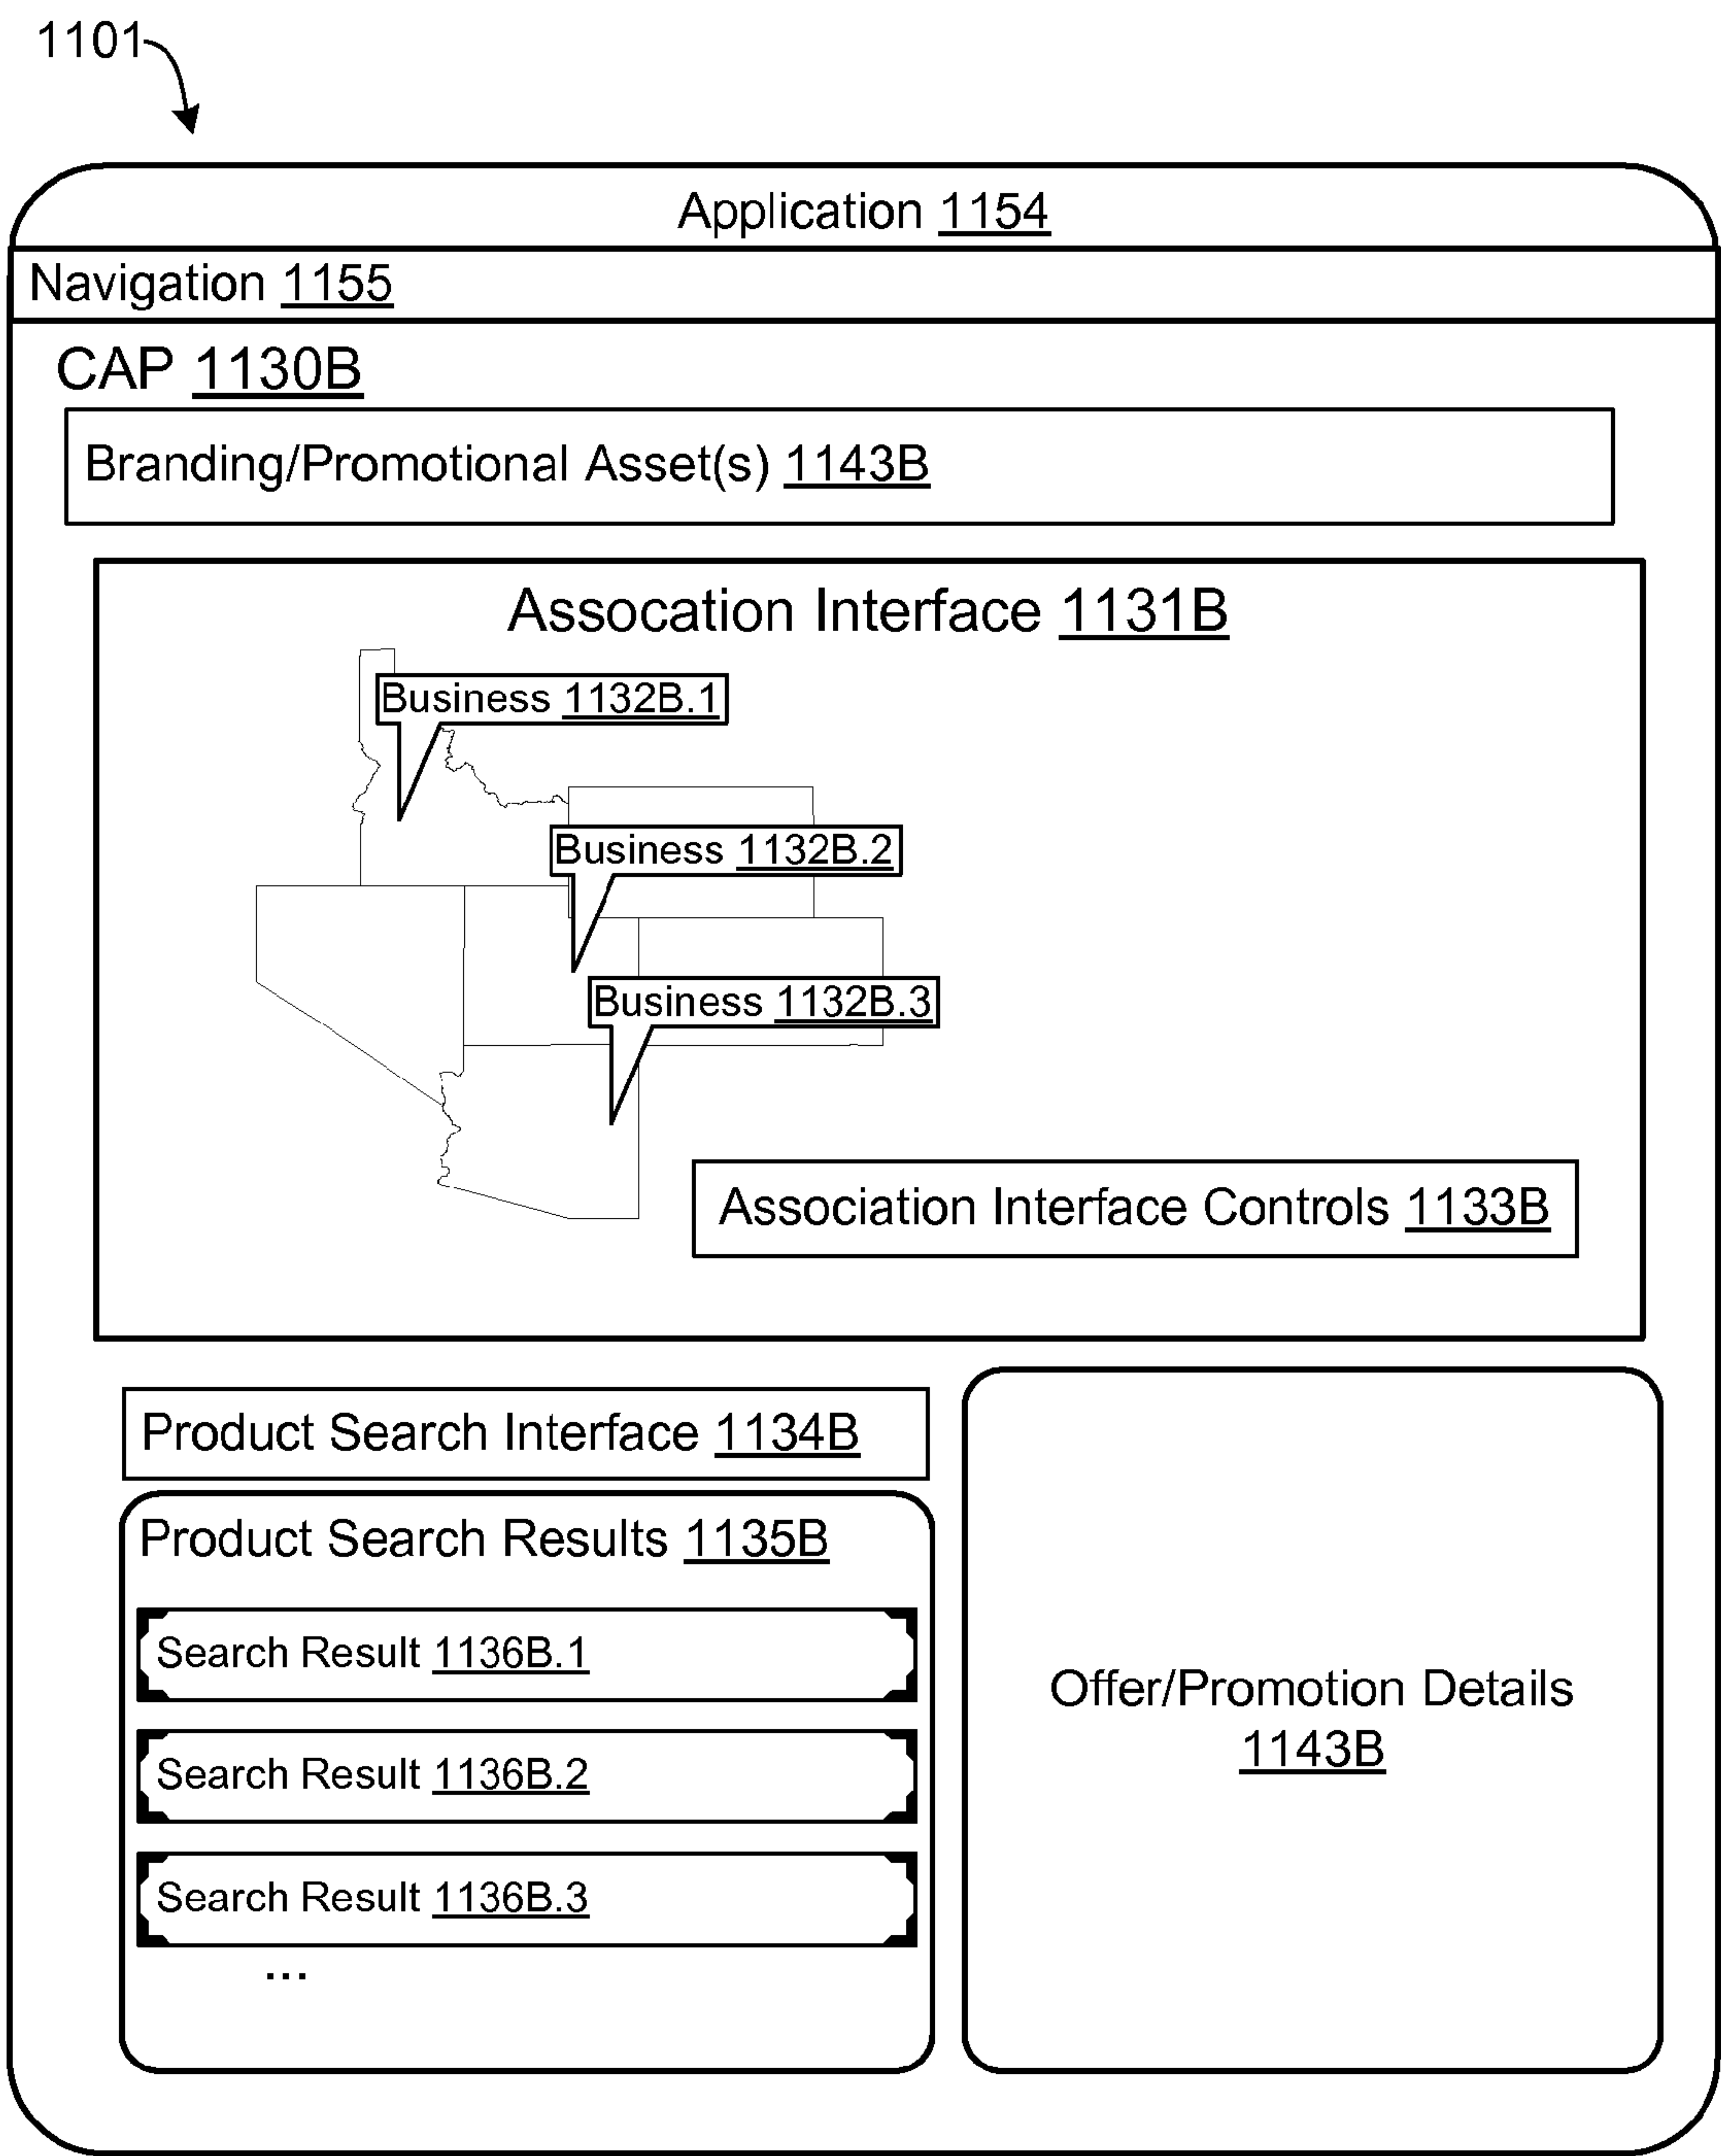 1101
Application 1154
Navigation 1155
CAP 1130B
Branding/Promotional Asset(s) 1143B
Assocation Interface 1131B
Business 1132B.1
Business 1132B.2
Business 1132B.3
Association Interface Controls 1133B
Product Search Interface 1134B
Product Search Results 1135B
Search Result 1136B.1
Search Result 1136B.2
Search Result 1136B.3
...
Offer/Promotion Details
1143B